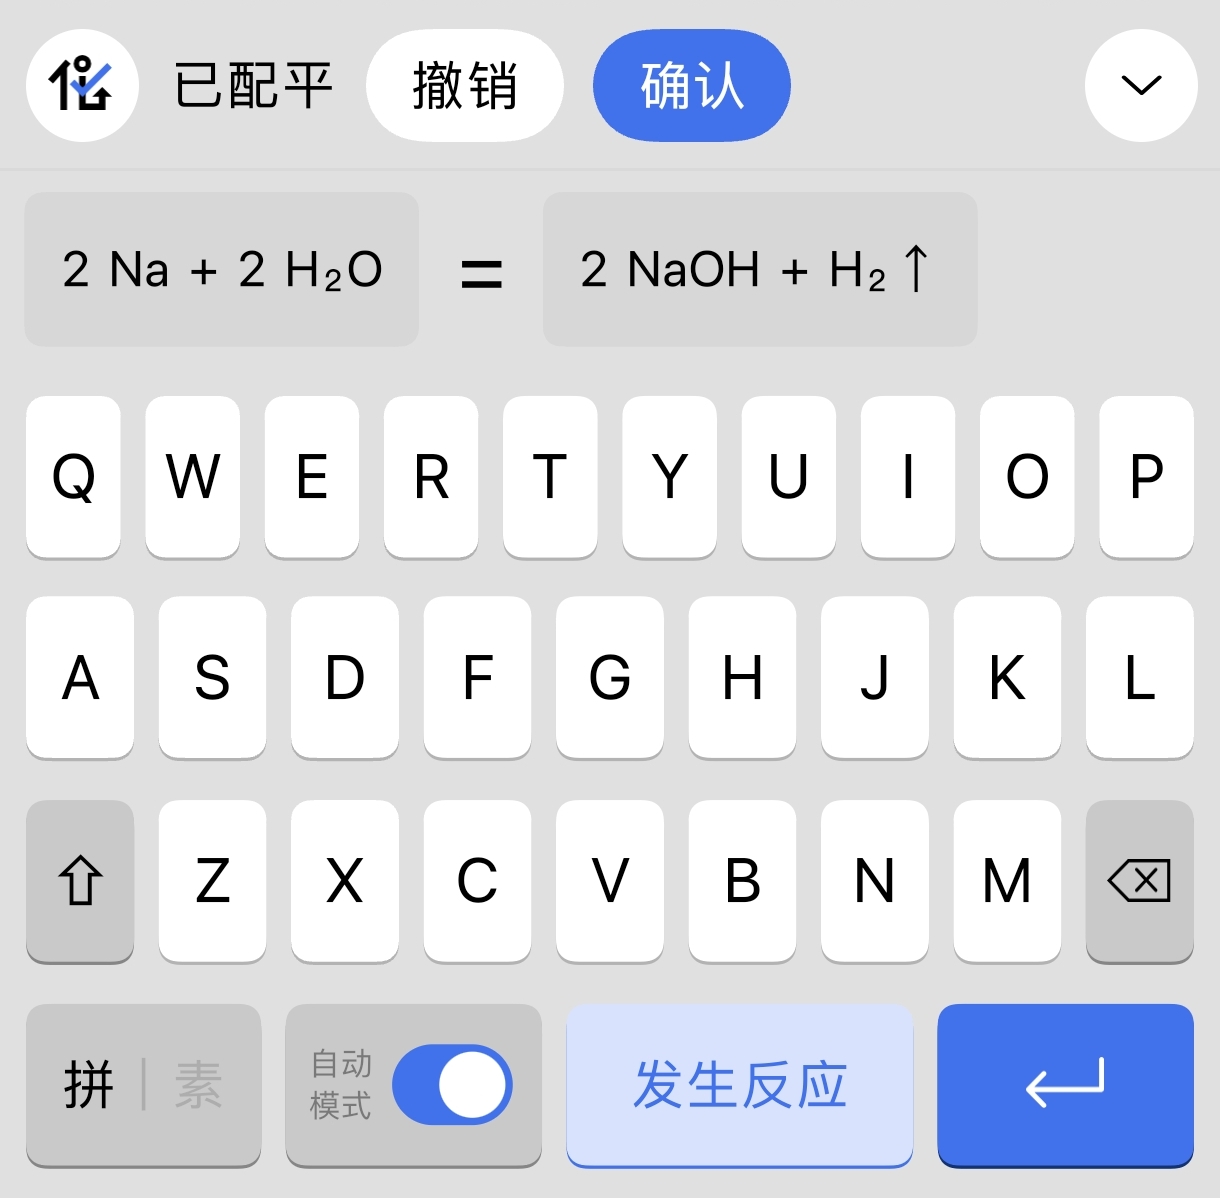 已配平 撤销 确认
2 Na + 2 H₂O = 2 NaOH + H₂↑
Q W E R T Y U I O P
A S D F G H J K L
Z X C V B N M
拼 | 素 自动 发生反应
模式